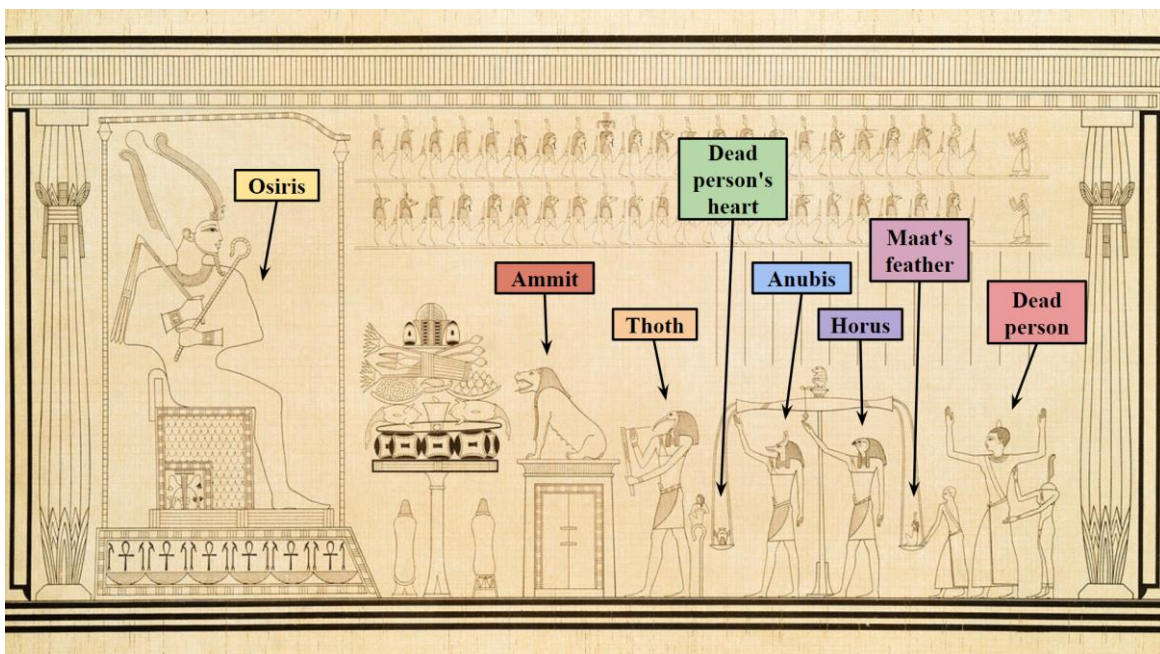 Osiris
Ammit
Thoth
Dead
person's
heart
Anubis
Horus
Maat's
feather
Dead
person